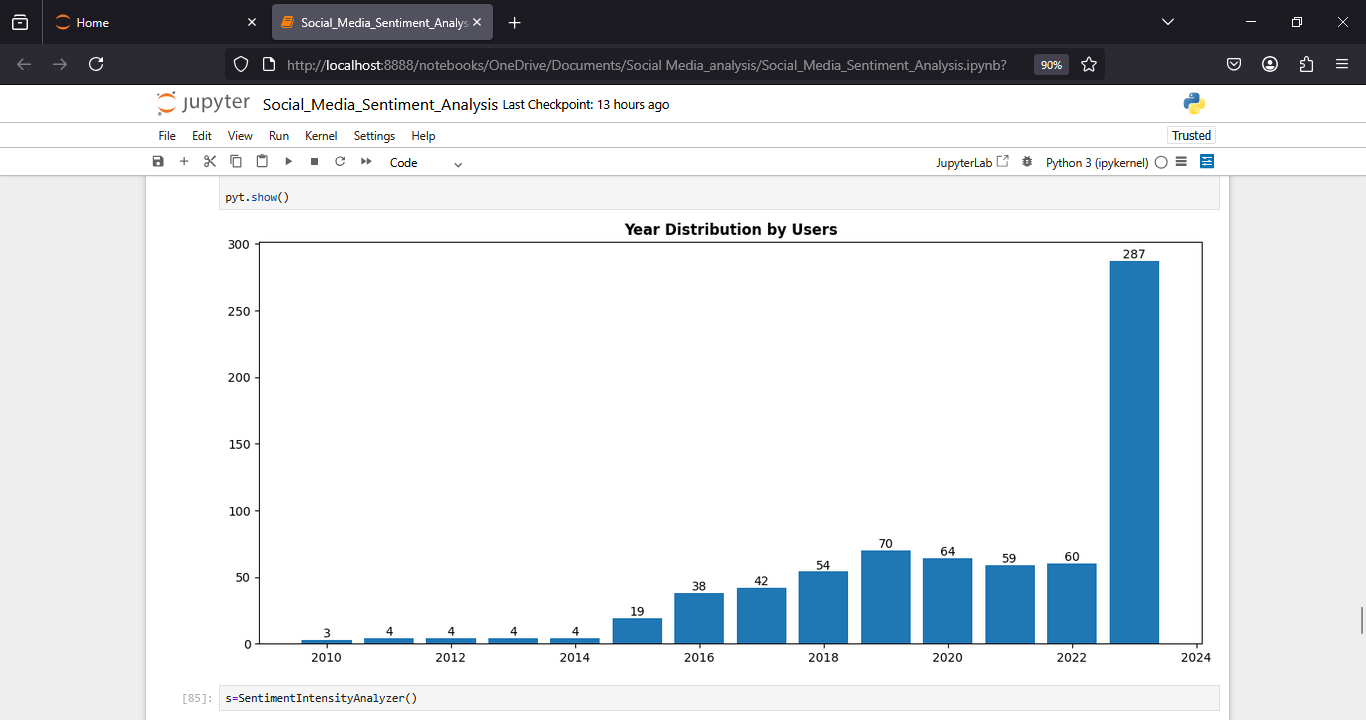 Home
Social_Media_Sentiment_Analys
http://localhost:8888/notebooks/OneDrive/Documents/Social Media_analysis/Social_Media_Sentiment_Analysis.ipynb?
90%
jupyter Social_Media_Sentiment_Analysis Last Checkpoint: 13 hours ago
File Edit View Run Kernel Settings Help
Trusted
Code
JupyterLab
Python 3 (ipykernel)
pyt.show()
Year Distribution by Users
300
250
200
150
100
50
0
3
4
4
4
4
19
38
42
54
70
64
59
60
287
2010 2012 2014 2016 2018 2020 2022 2024
[85]: s=SentimentIntensityAnalyzer()